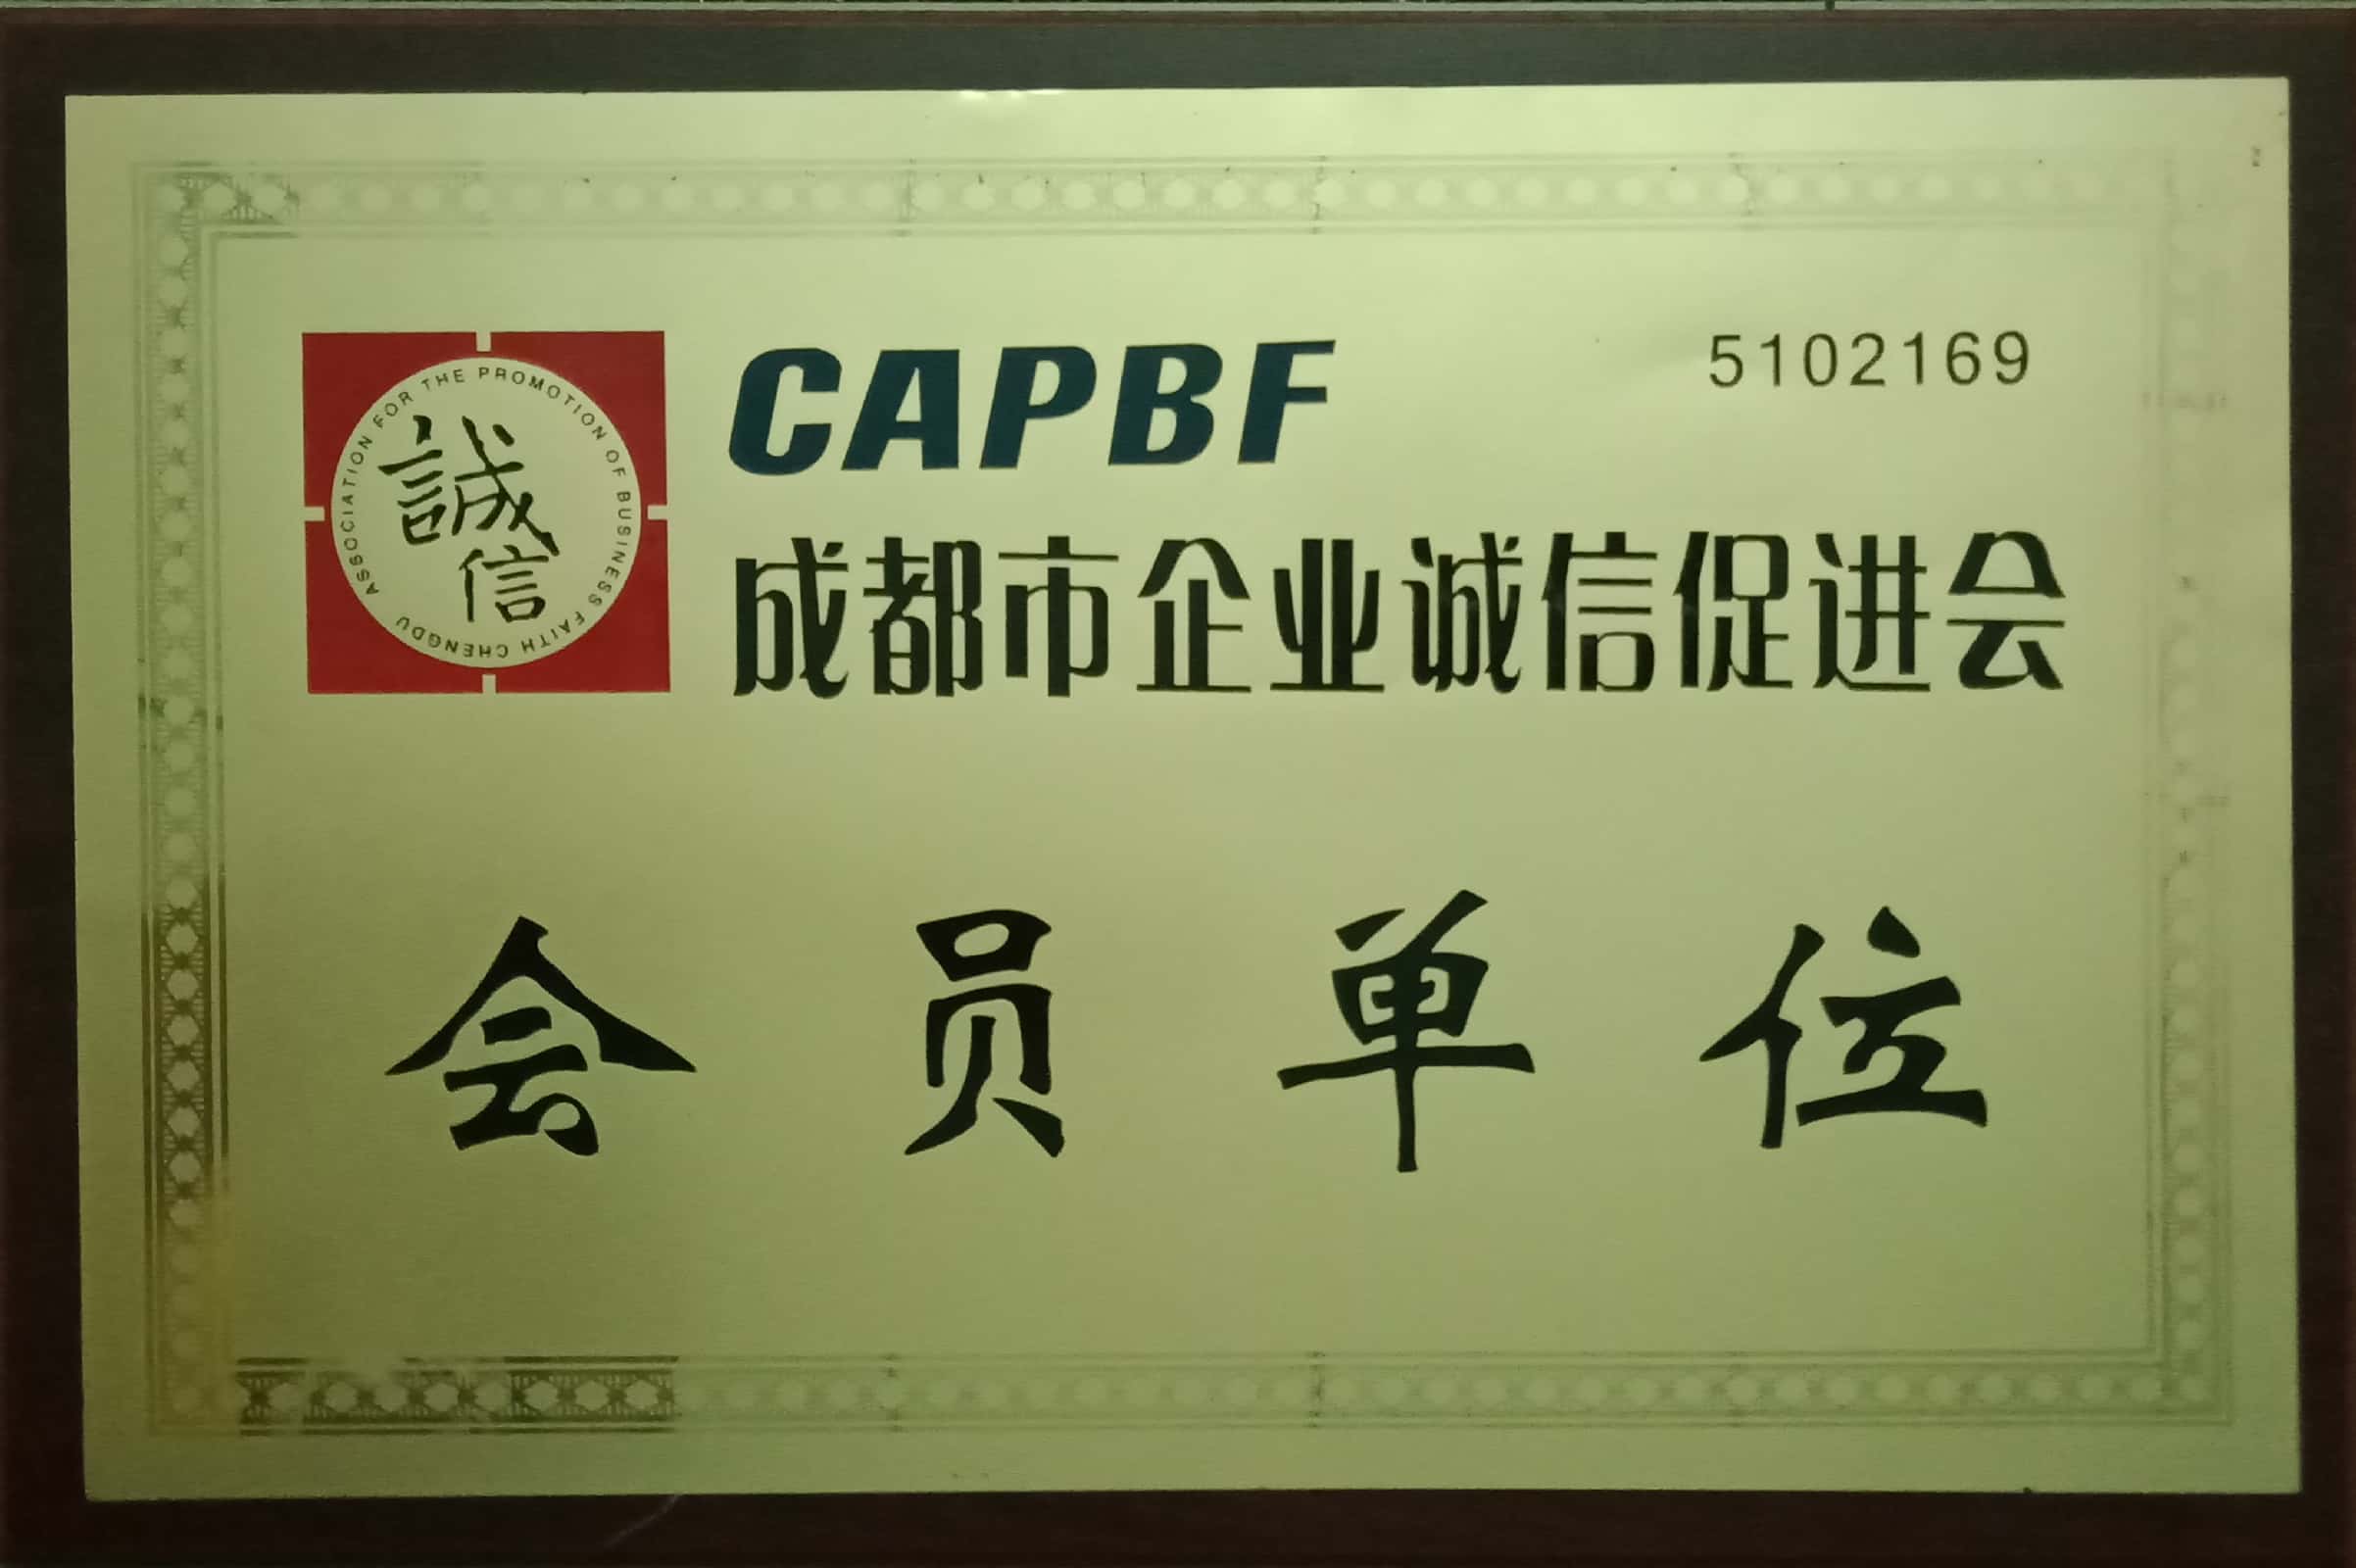 ASSOCIATION FOR THE PROMOTION OF BUSINESS FAITH CHENGDU
誠信
CAPBF
5102169
成都市企业诚信促进会
会员单位